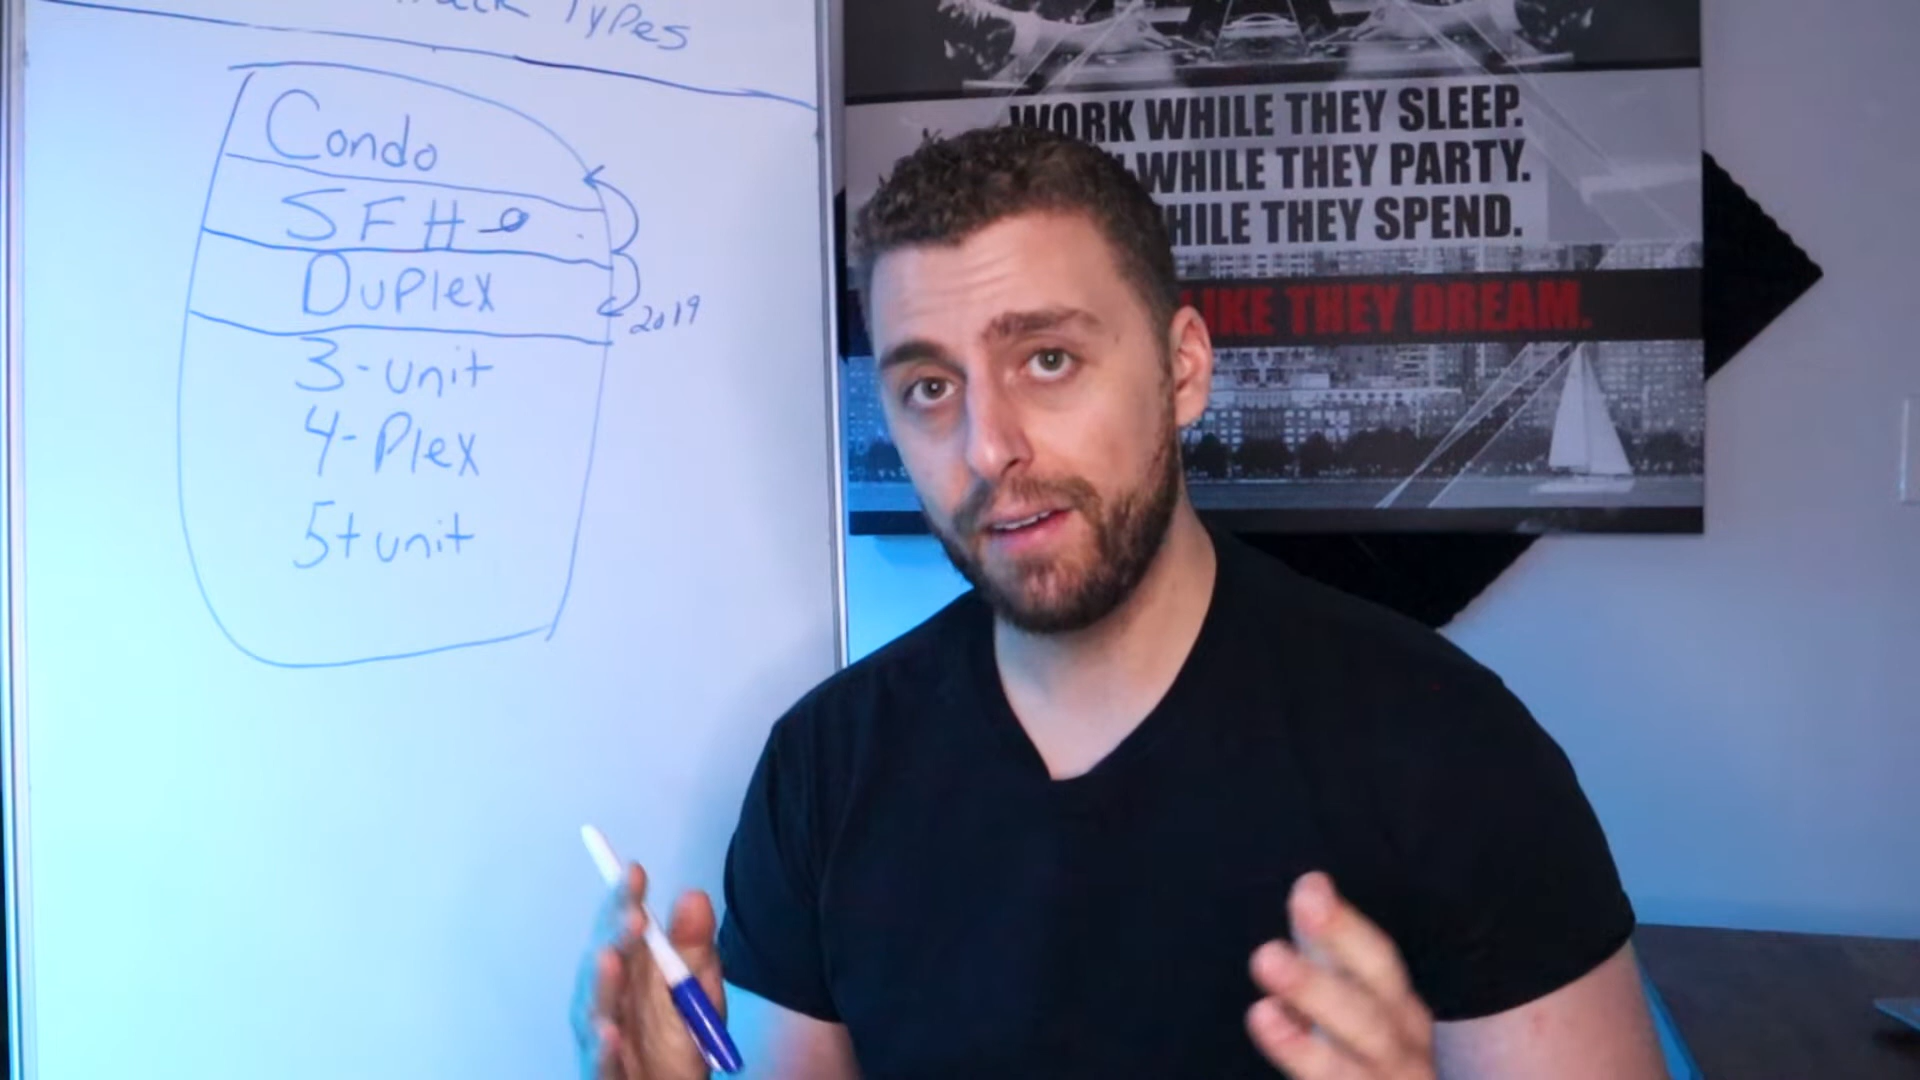 Types
Condo
SFH
Duplex
2019
3-unit
4-Plex
5+ unit
WORK WHILE THEY SLEEP.
WHILE THEY PARTY.
WHILE THEY SPEND.
LIKE THEY DREAM.